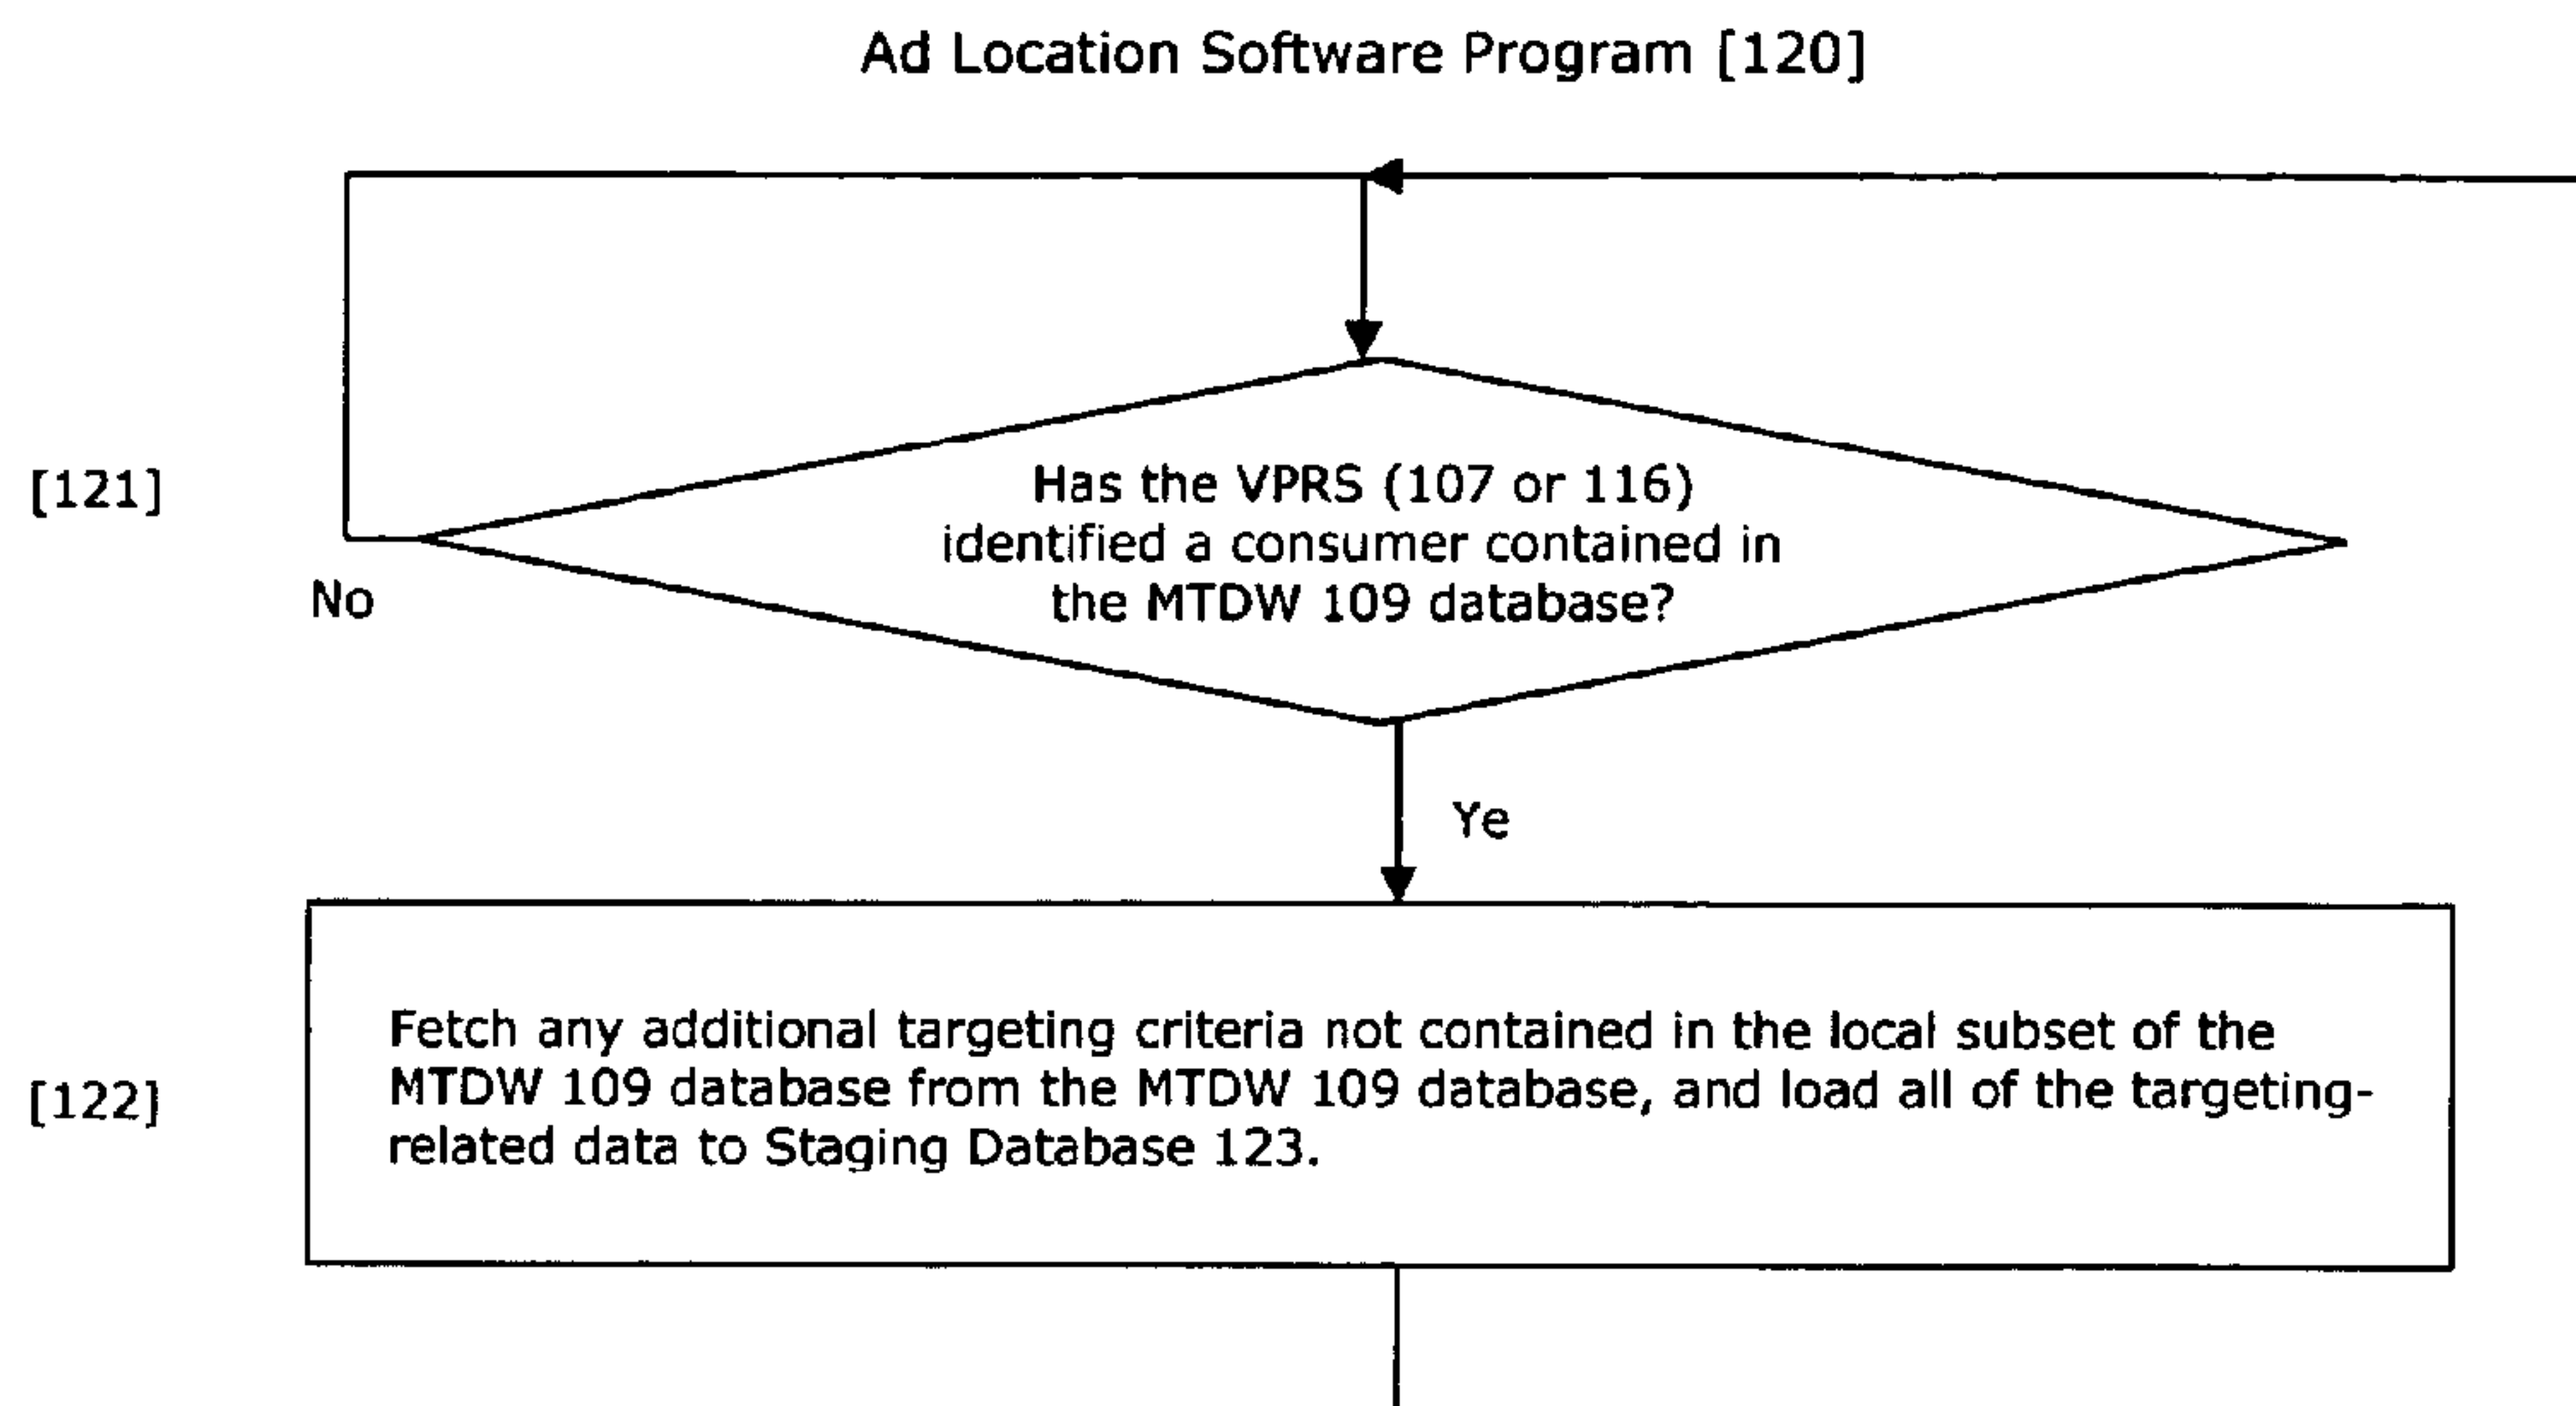 Ad Location Software Program [120]
[121]
Has the VPRS (107 or 116)
identified a consumer contained in
the MTDW 109 database?
No
Ye
[122]
Fetch any additional targeting criteria not contained in the local subset of the
MTDW 109 database from the MTDW 109 database, and load all of the targeting-
related data to Staging Database 123.